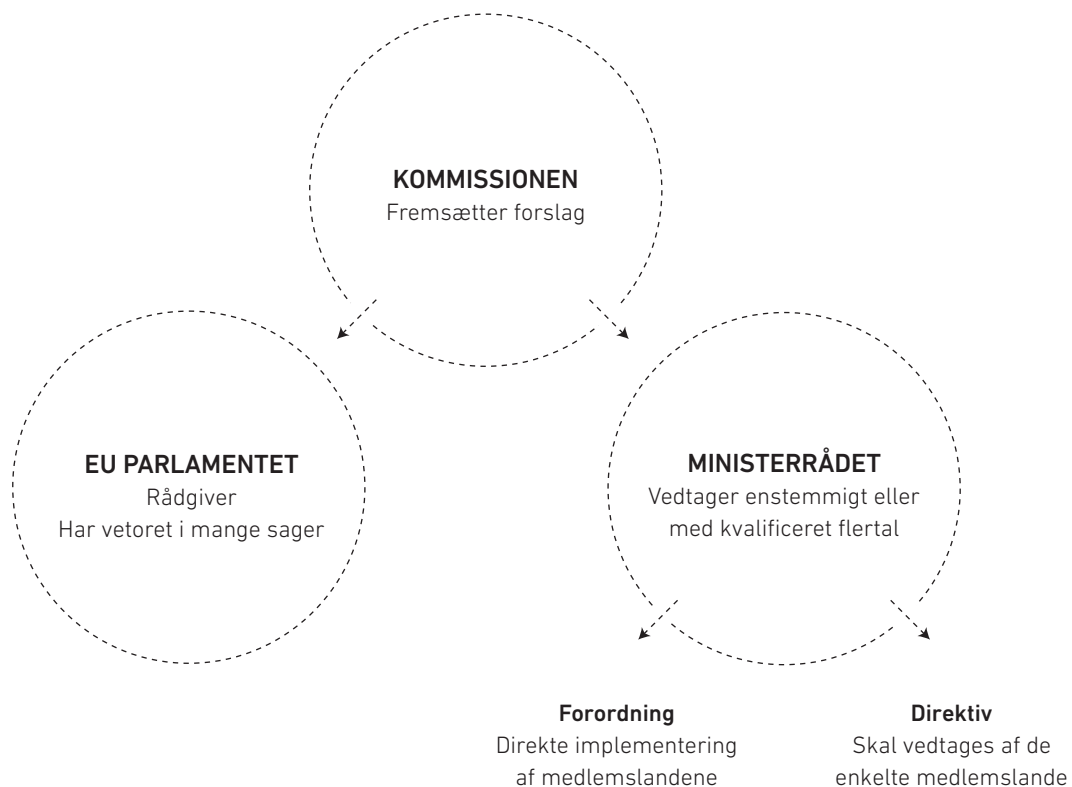 KOMMISSIONEN
Fremsætter forslag
EU PARLAMENTET
Rådgiver
Har vetoret i mange sager
MINISTERRÅDET
Vedtager enstemmigt eller
med kvalificeret flertal
Forordning
Direkte implementering
af medlemslandene
Direktiv
Skal vedtages af de
enkelte medlemslande